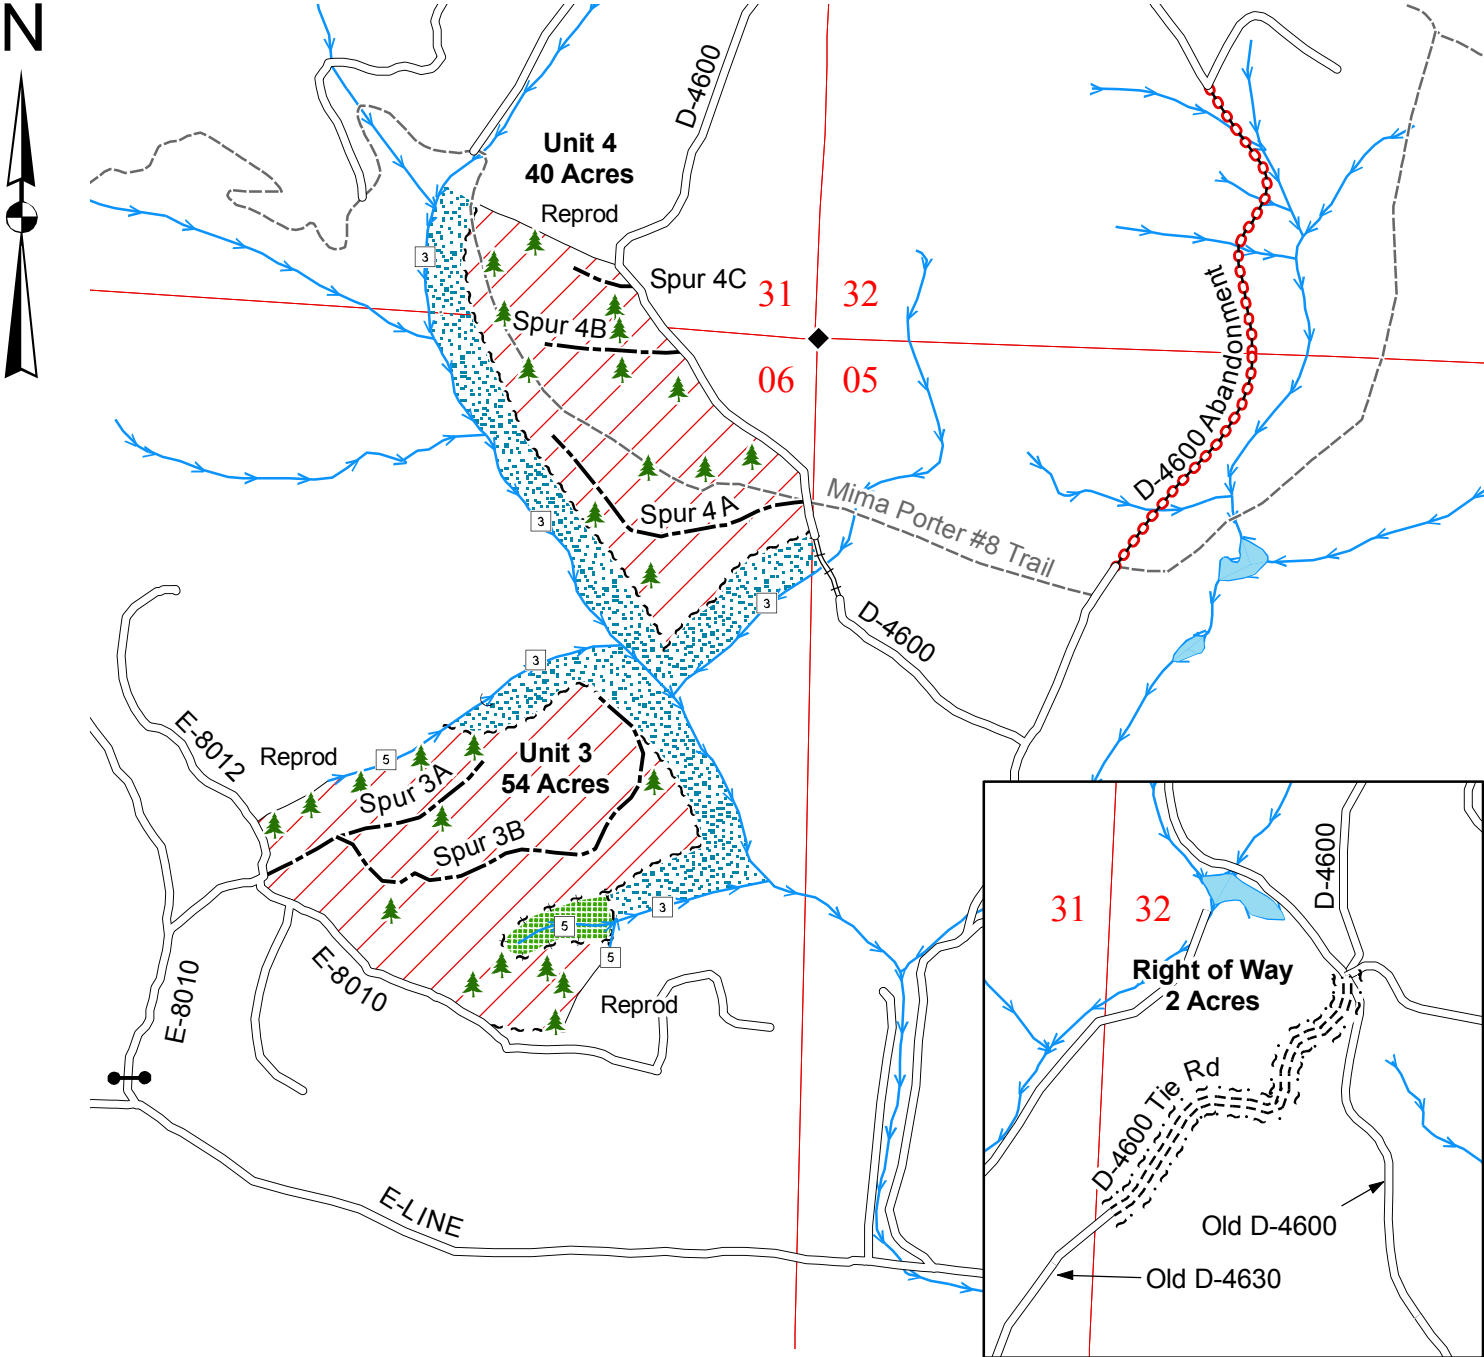 N
D-4600
Unit 4
40 Acres
Reprod
3
Spur 4C
31
32
Spur 4B
06
05
D-4600 Abandonment
Mima Porter #8 Trail
Spur 4A
3
3
D-4600
3
E-8012
Reprod
5
Unit 3
54 Acres
Spur 3A
Spur 3B
3
5
5
E-8010
E-8010
Reprod
E-LINE
D-4600
31
32
Right of Way
2 Acres
D-4600 Tie Rd
Old D-4600
Old D-4630